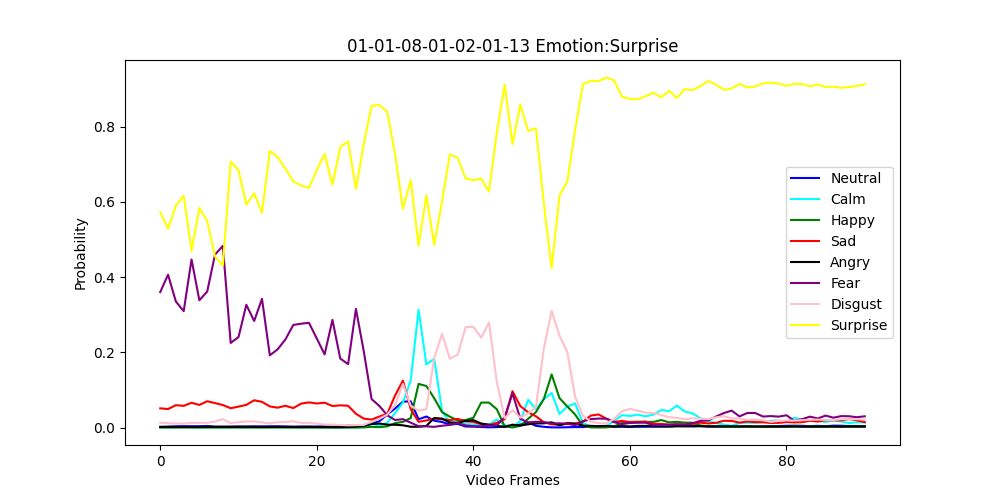 01-01-08-01-02-01-13 Emotion:Surprise
Probability
0.8
0.6
0.4
0.2
0.0
0
20
40
60
80
Video Frames
Neutral
Calm
Happy
Sad
Angry
Fear
Disgust
Surprise